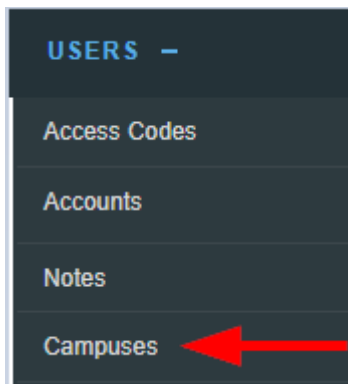 USERS –
Access Codes
Accounts
Notes
Campuses